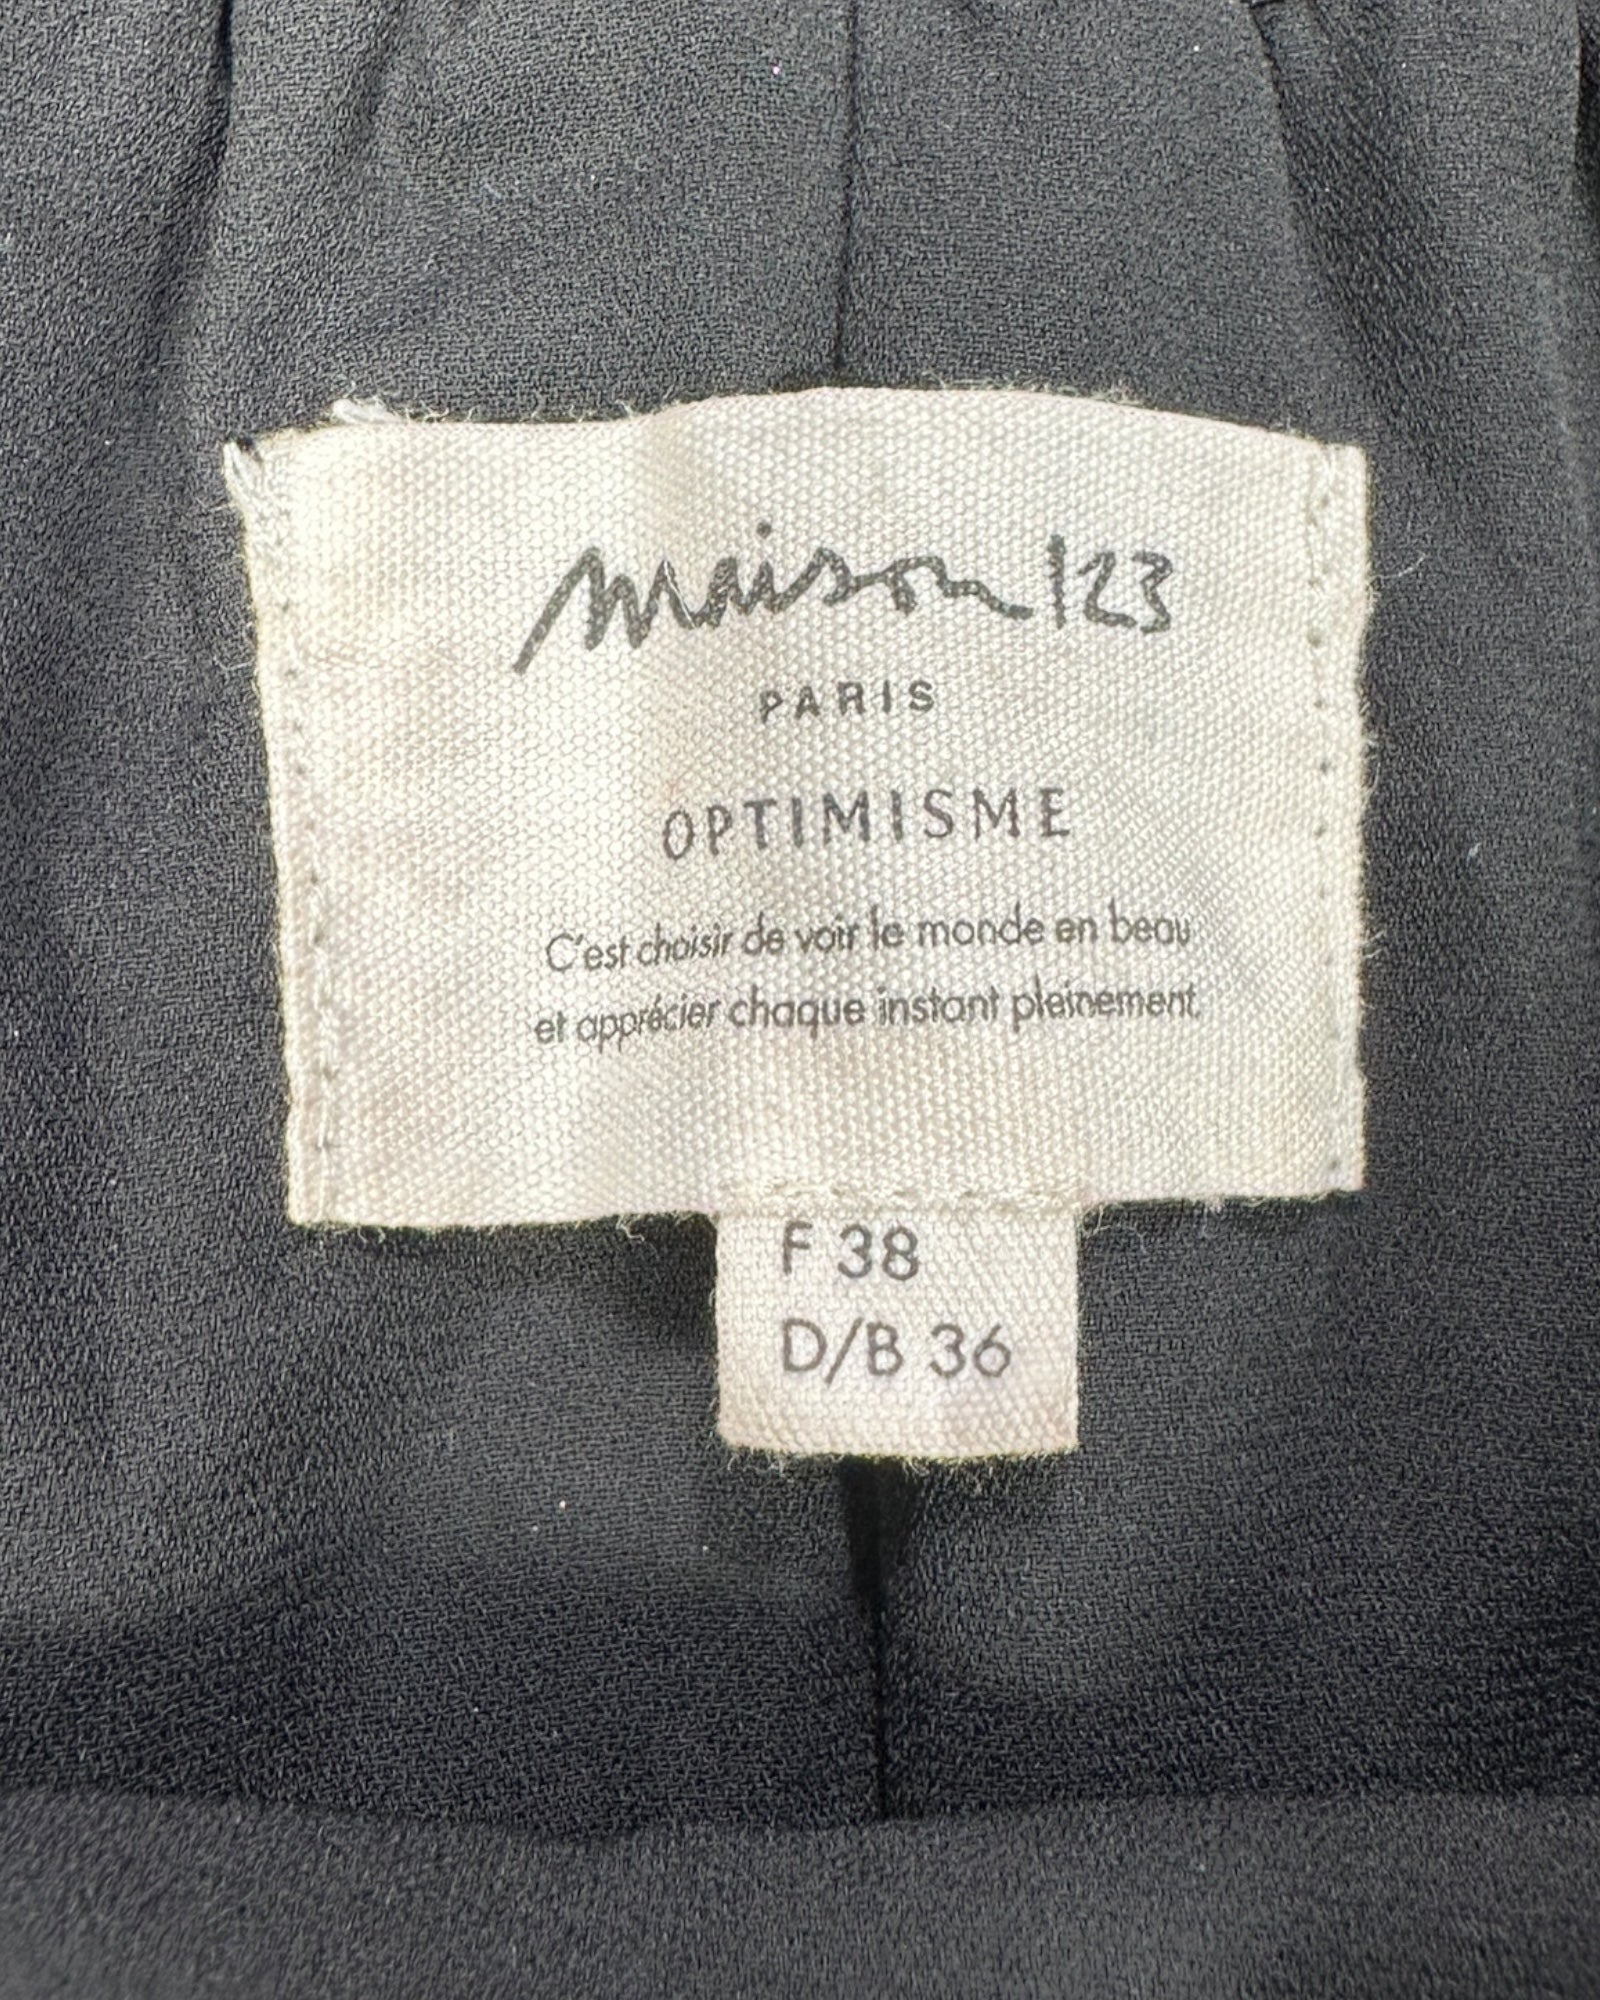 maison 123
PARIS
OPTIMISME
C'est choisir de voir le monde en beau
et apprécier chaque instant pleinement.
F 38
D/B 36